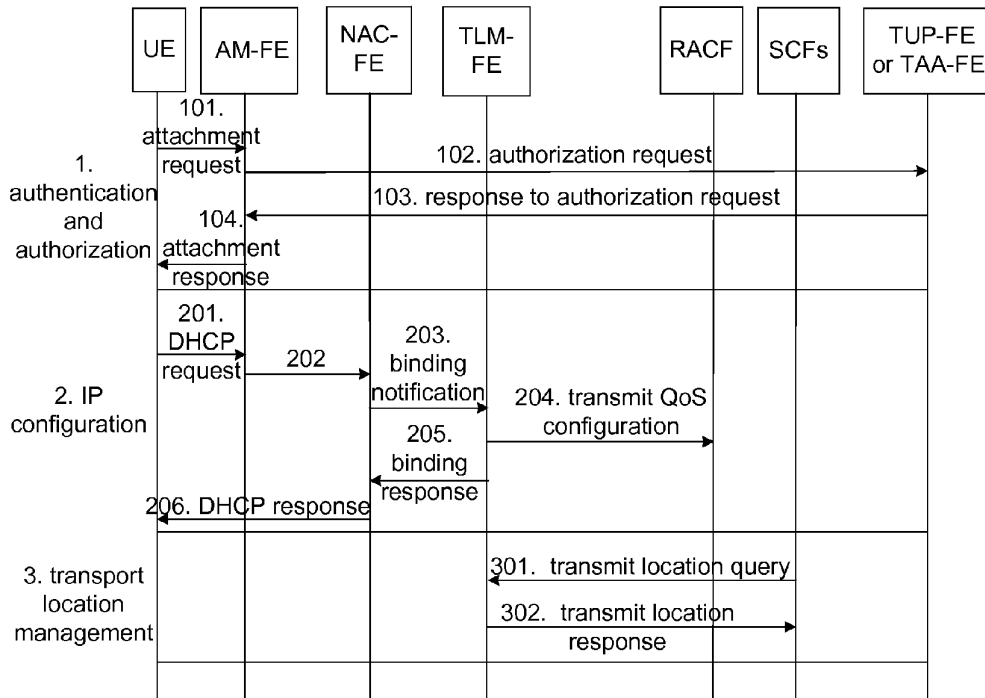 UE
AM-FE
NAC-
FE
TLM-
FE
RACF
SCFs
TUP-FE
or TAA-FE
1.
authentication
and
authorization
101.
attachment
request
102. authorization request
103. response to authorization request
104.
attachment
response
2. IP
configuration
201.
DHCP
request
202
203.
binding
notification
204. transmit QoS
configuration
205.
binding
response
206. DHCP response
3. transport
location
management
301. transmit location query
302. transmit location
response